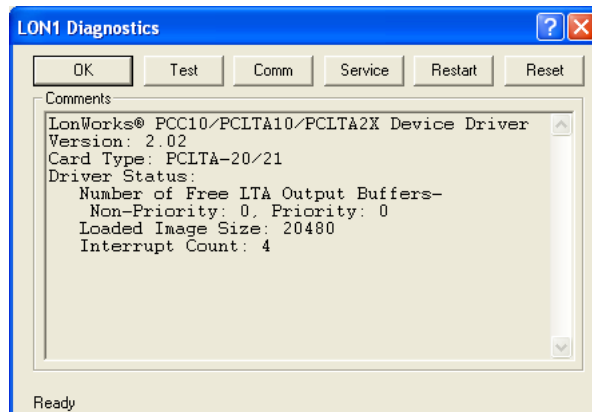 LON1 Diagnostics
OK Test Comm Service Restart Reset
Comments
LonWorks® PCC10/PCLTA10/PCLTA2X Device Driver
Version: 2.02
Card Type: PCLTA-20/21
Driver Status:
Number of Free LTA Output Buffers-
Non-Priority: 0, Priority: 0
Loaded Image Size: 20480
Interrupt Count: 4
Ready